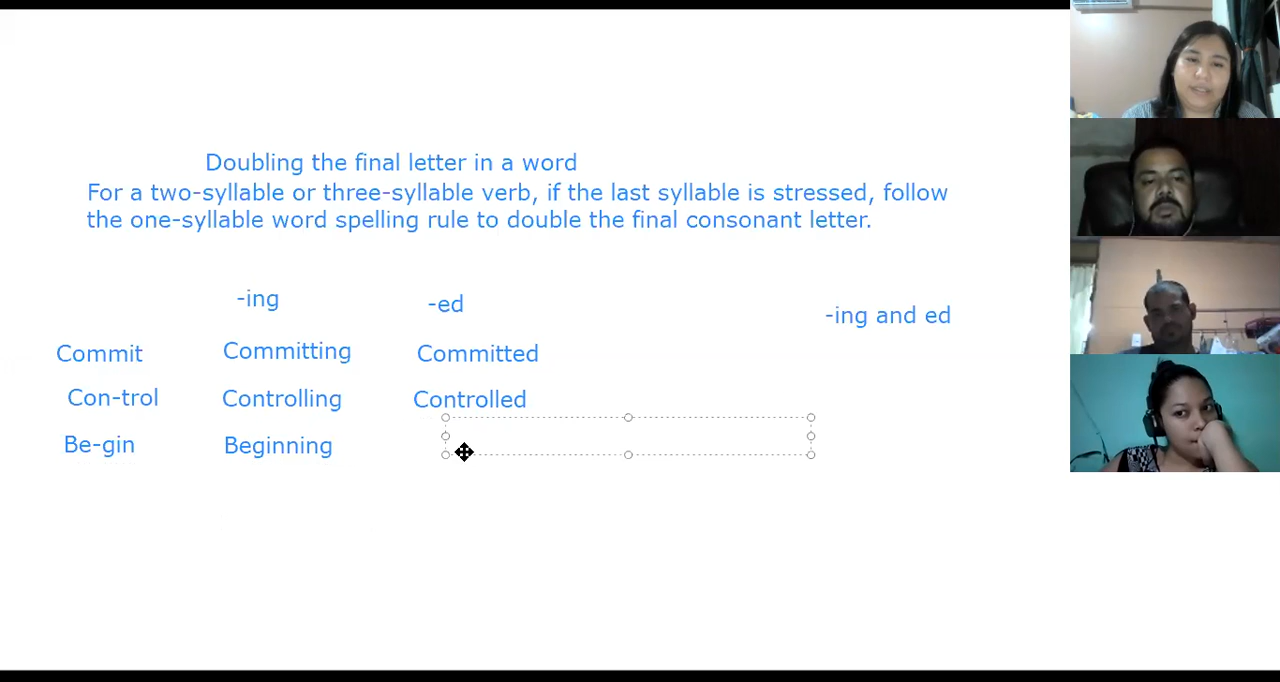 Doubling the final letter in a word
For a two-syllable or three-syllable verb, if the last syllable is stressed, follow
the one-syllable word spelling rule to double the final consonant letter.
-ing
-ed
-ing and ed
Commit
Committing
Committed
Con-trol
Controlling
Controlled
Be-gin
Beginning